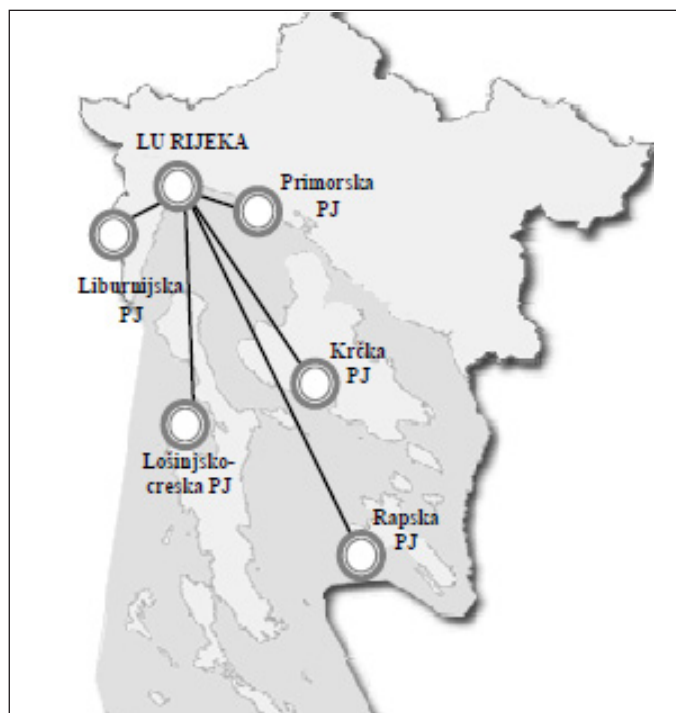 LU RIJEKA
Primorska
PJ
Liburnijska
PJ
Krčka
PJ
Lošinjsko-
creska PJ
Rapska
PJ